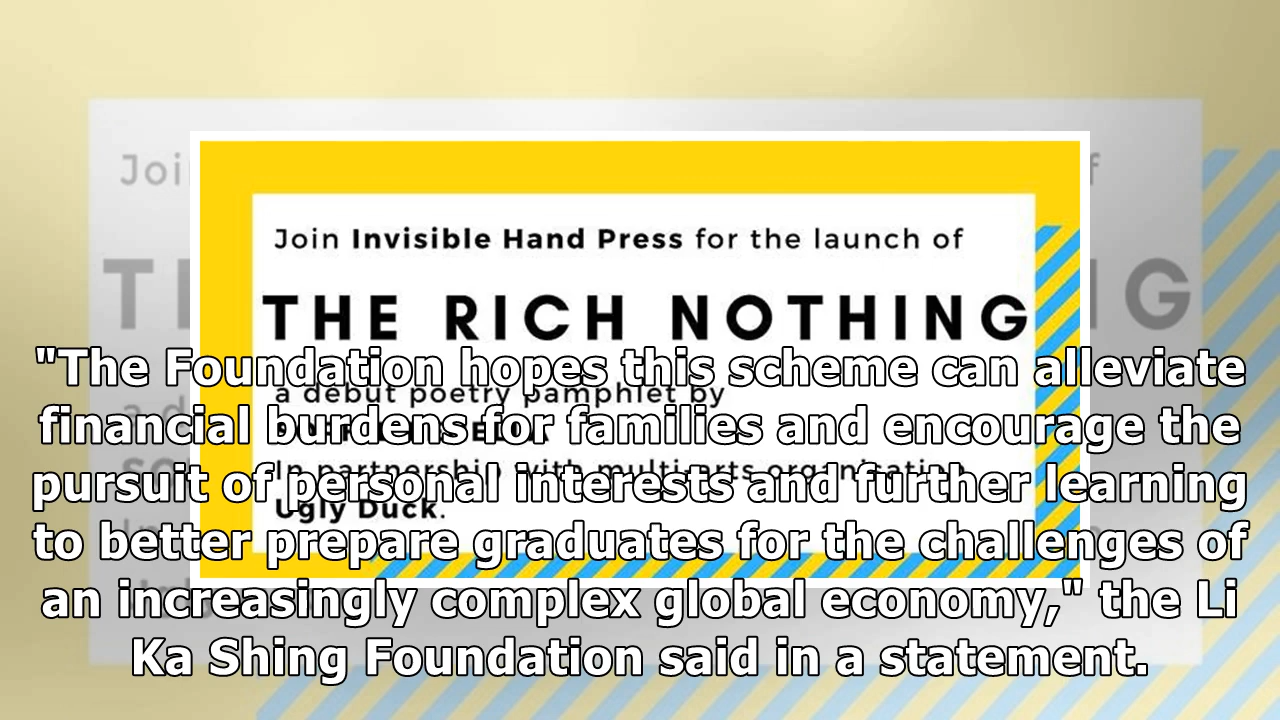 Join Invisible Hand Press for the launch of
THE RICH NOTHING
"The Foundation hopes this scheme can alleviate
a debut poetry pamphlet by
financial burdens for families and encourage the
In partnership with multi-arts organisation
pursuit of personal interests and further learning
Ugly Duck.
to better prepare graduates for the challenges of
an increasingly complex global economy," the Li
Ka Shing Foundation said in a statement.